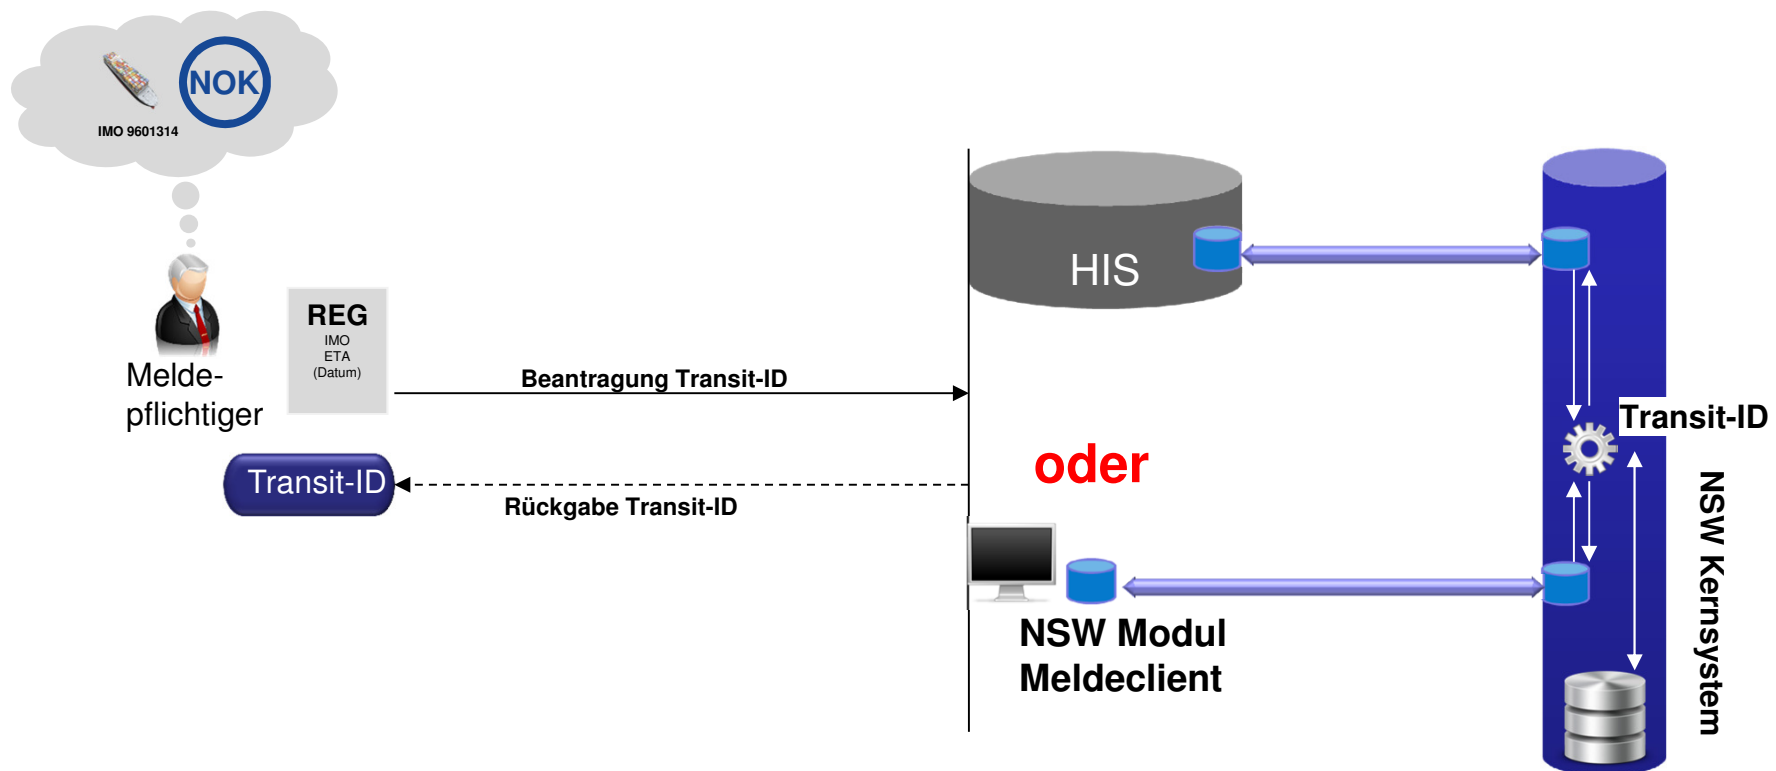 NOK
IMO 9601314
HIS
REG
IMO
ETA
(Datum)
Melde-
pflichtiger
Beantragung Transit-ID
Transit-ID
oder
Transit-ID
Rückgabe Transit-ID
NSW Kernsystem
NSW Modul
Meldeclient